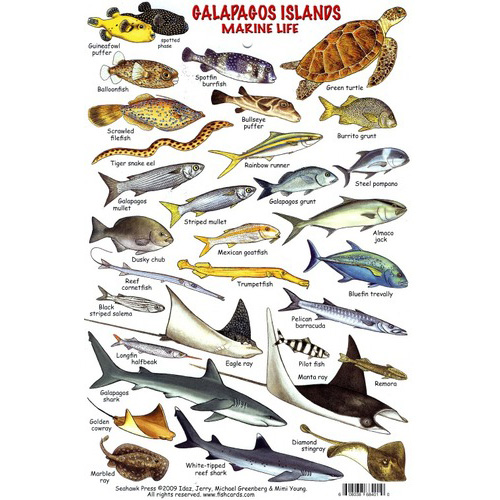 GALAPAGOS ISLANDS
MARINE LIFE
Guineafowl
puffer
spotted
phase
Balloonfish
Spotfin
burrfish
Green turtle
Bullseye
puffer
Burrito grunt
Scrawled
filefish
Tiger snake eel
Rainbow runner
Steel pompano
Galapagos
mullet
Striped mullet
Galapagos grunt
Almaco
jack
Dusky chub
Mexican goatfish
Reef
cornetfish
Trumpetfish
Bluefin trevally
Black
striped salema
Pelican
barracuda
Longfin
halfbeak
Eagle ray
Pilot fish
Manta ray
Remora
Galapagos
shark
Golden
cowray
Diamond
stingray
Marbled
ray
White-tipped
reef shark
Seahawk Press ©2009 Idaz, Jerry, Michael Greenberg & Mimi Young.
All rights reserved. www.fishcards.com